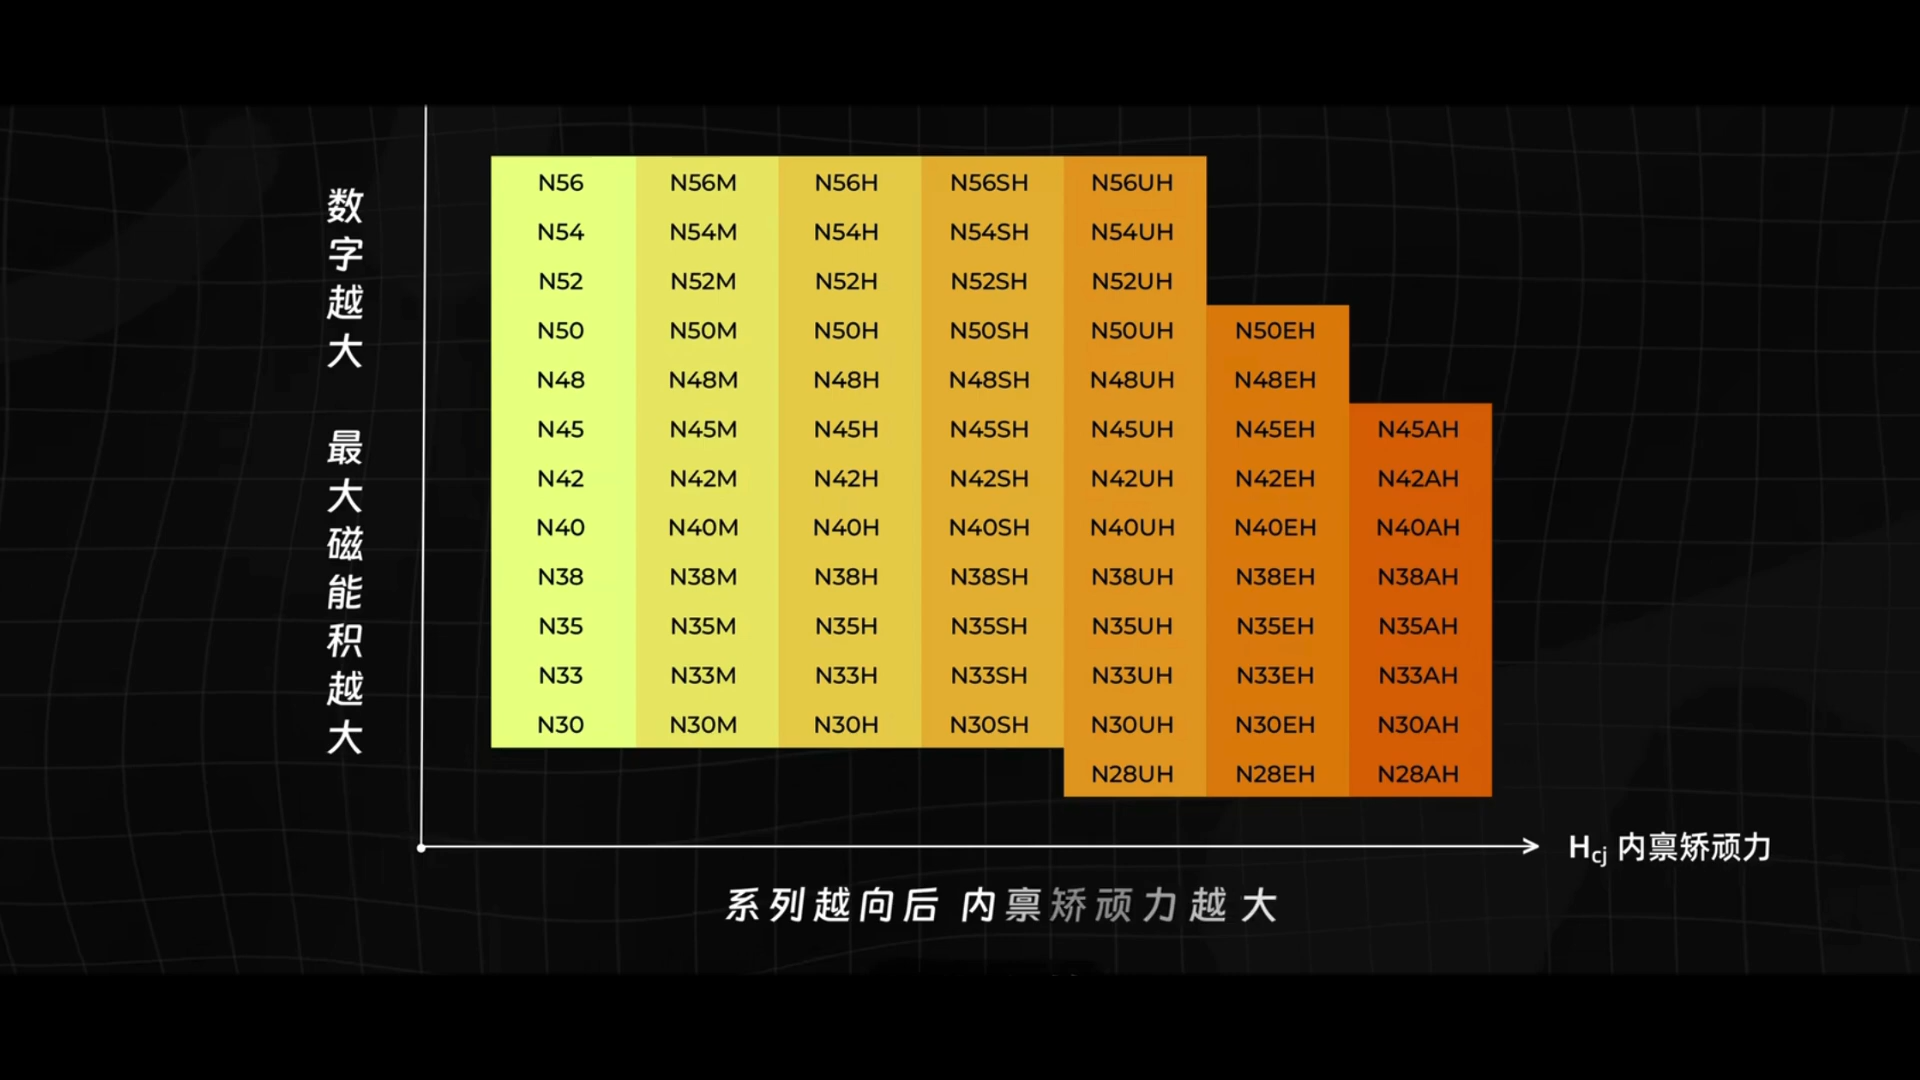 数字越大 最大磁能积越大
N56 N56M N56H N56SH N56UH
N54 N54M N54H N54SH N54UH
N52 N52M N52H N52SH N52UH
N50 N50M N50H N50SH N50UH N50EH
N48 N48M N48H N48SH N48UH N48EH
N45 N45M N45H N45SH N45UH N45EH N45AH
N42 N42M N42H N42SH N42UH N42EH N42AH
N40 N40M N40H N40SH N40UH N40EH N40AH
N38 N38M N38H N38SH N38UH N38EH N38AH
N35 N35M N35H N35SH N35UH N35EH N35AH
N33 N33M N33H N33SH N33UH N33EH N33AH
N30 N30M N30H N30SH N30UH N30EH N30AH
N28UH N28EH N28AH
Hcj 内禀矫顽力
系列越向后 内禀矫顽力越大